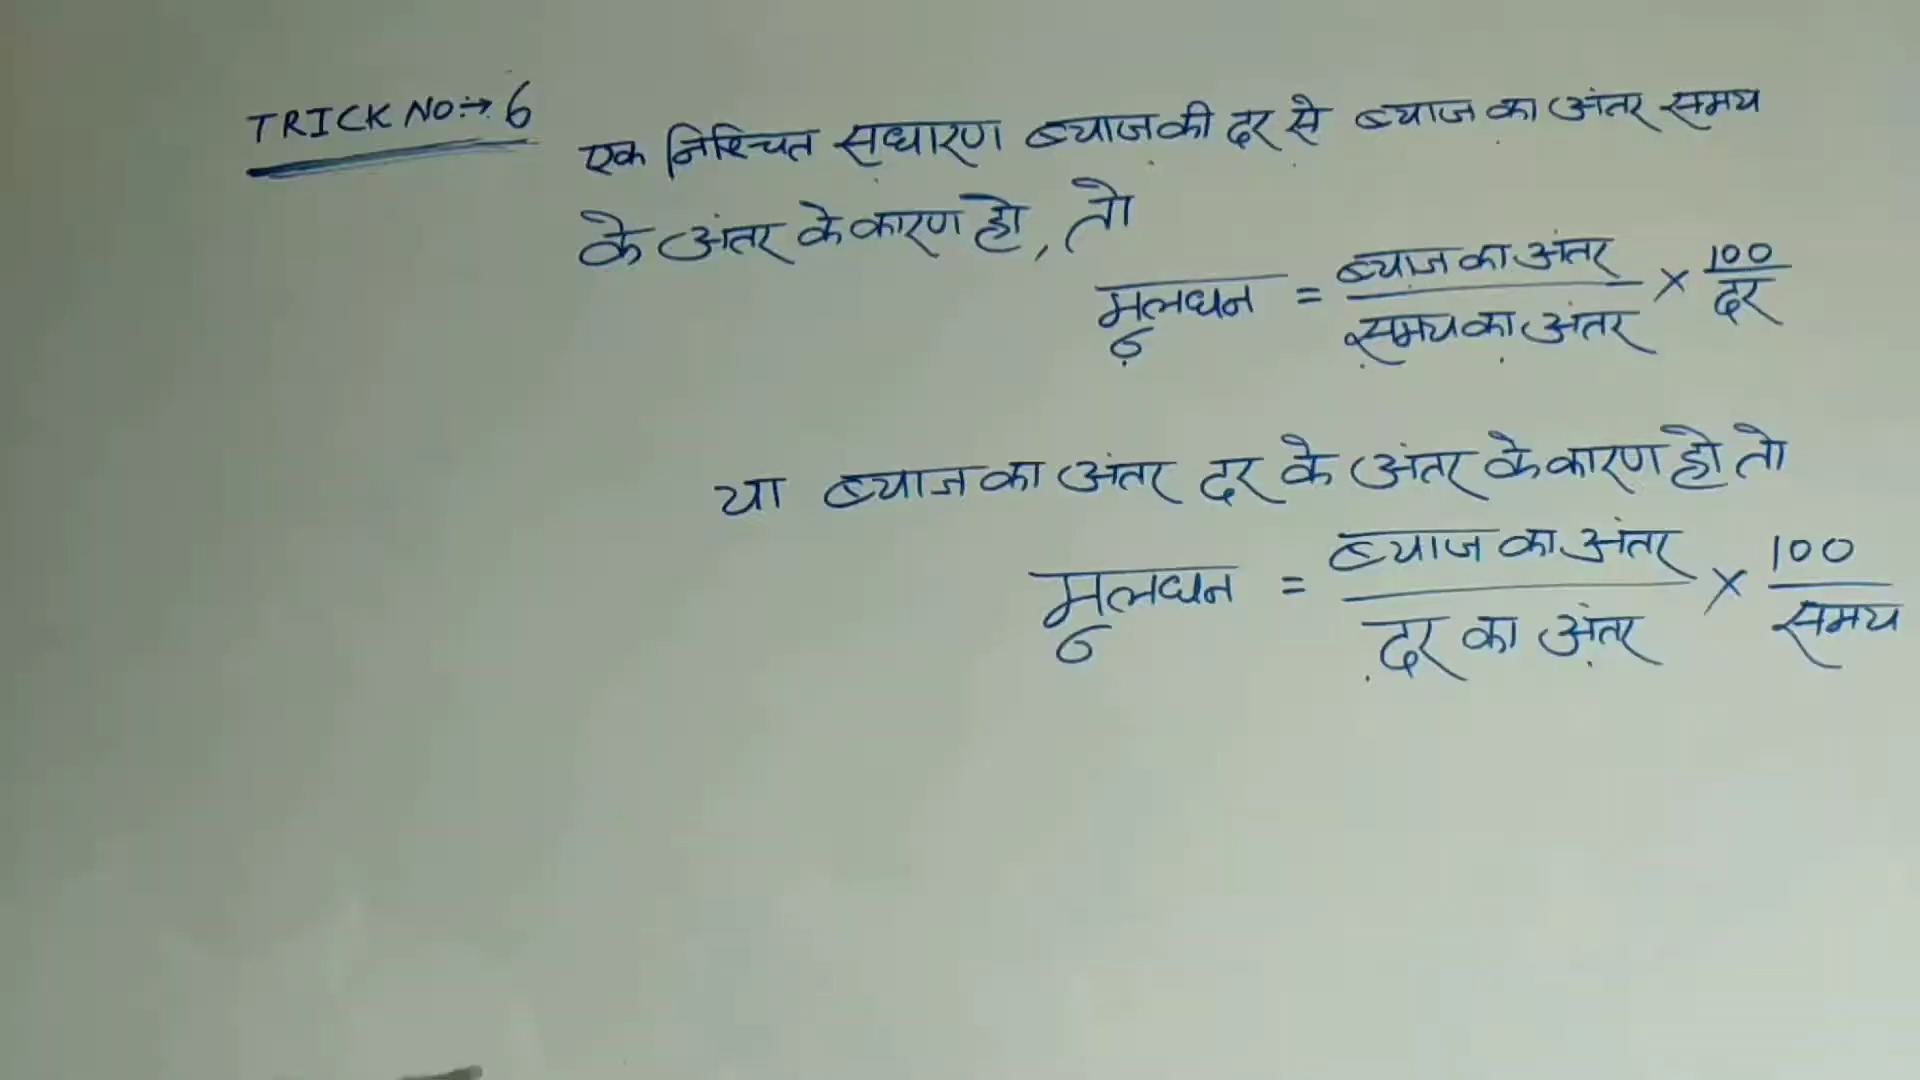 TRICK NO:→ 6
एक निश्चित सधारण ब्याज की दर से ब्याज का अंतर समय
के अंतर के कारण हो, तो
मूलधन = ब्याज का अंतर / समय का अंतर × 100 / दर
या ब्याज का अंतर दर के अंतर के कारण हो तो
मूलधन = ब्याज का अंतर / दर का अंतर × 100 / समय